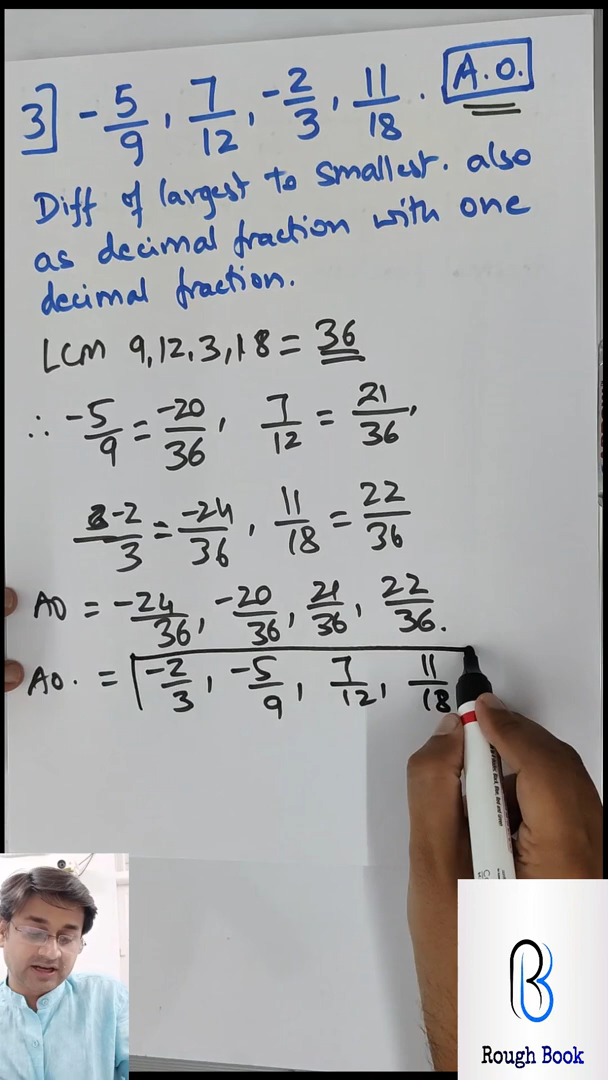 3] -5/9, 7/12, -2/3, 11/18. A.O.
Diff of largest to smallest. also
as decimal fraction with one
decimal fraction.
LCM 9,12,3,18 = 36
∴ -5/9 = -20/36, 7/12 = 21/36,
-2/3 = -24/36, 11/18 = 22/36
AO = -24/36, -20/36, 21/36, 22/36.
AO. = -2/3, -5/9, 7/12, 11/18
B
Rough Book